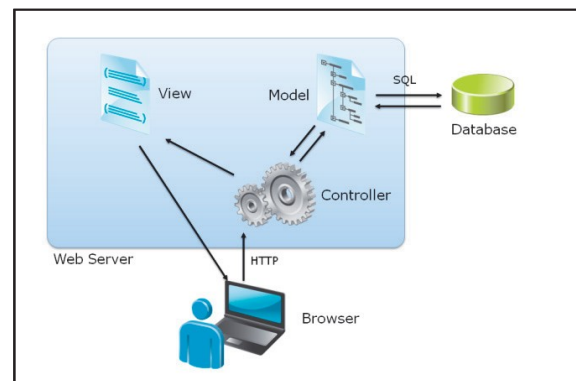 View
Model
SQL
Database
Controller
Web Server
HTTP
Browser